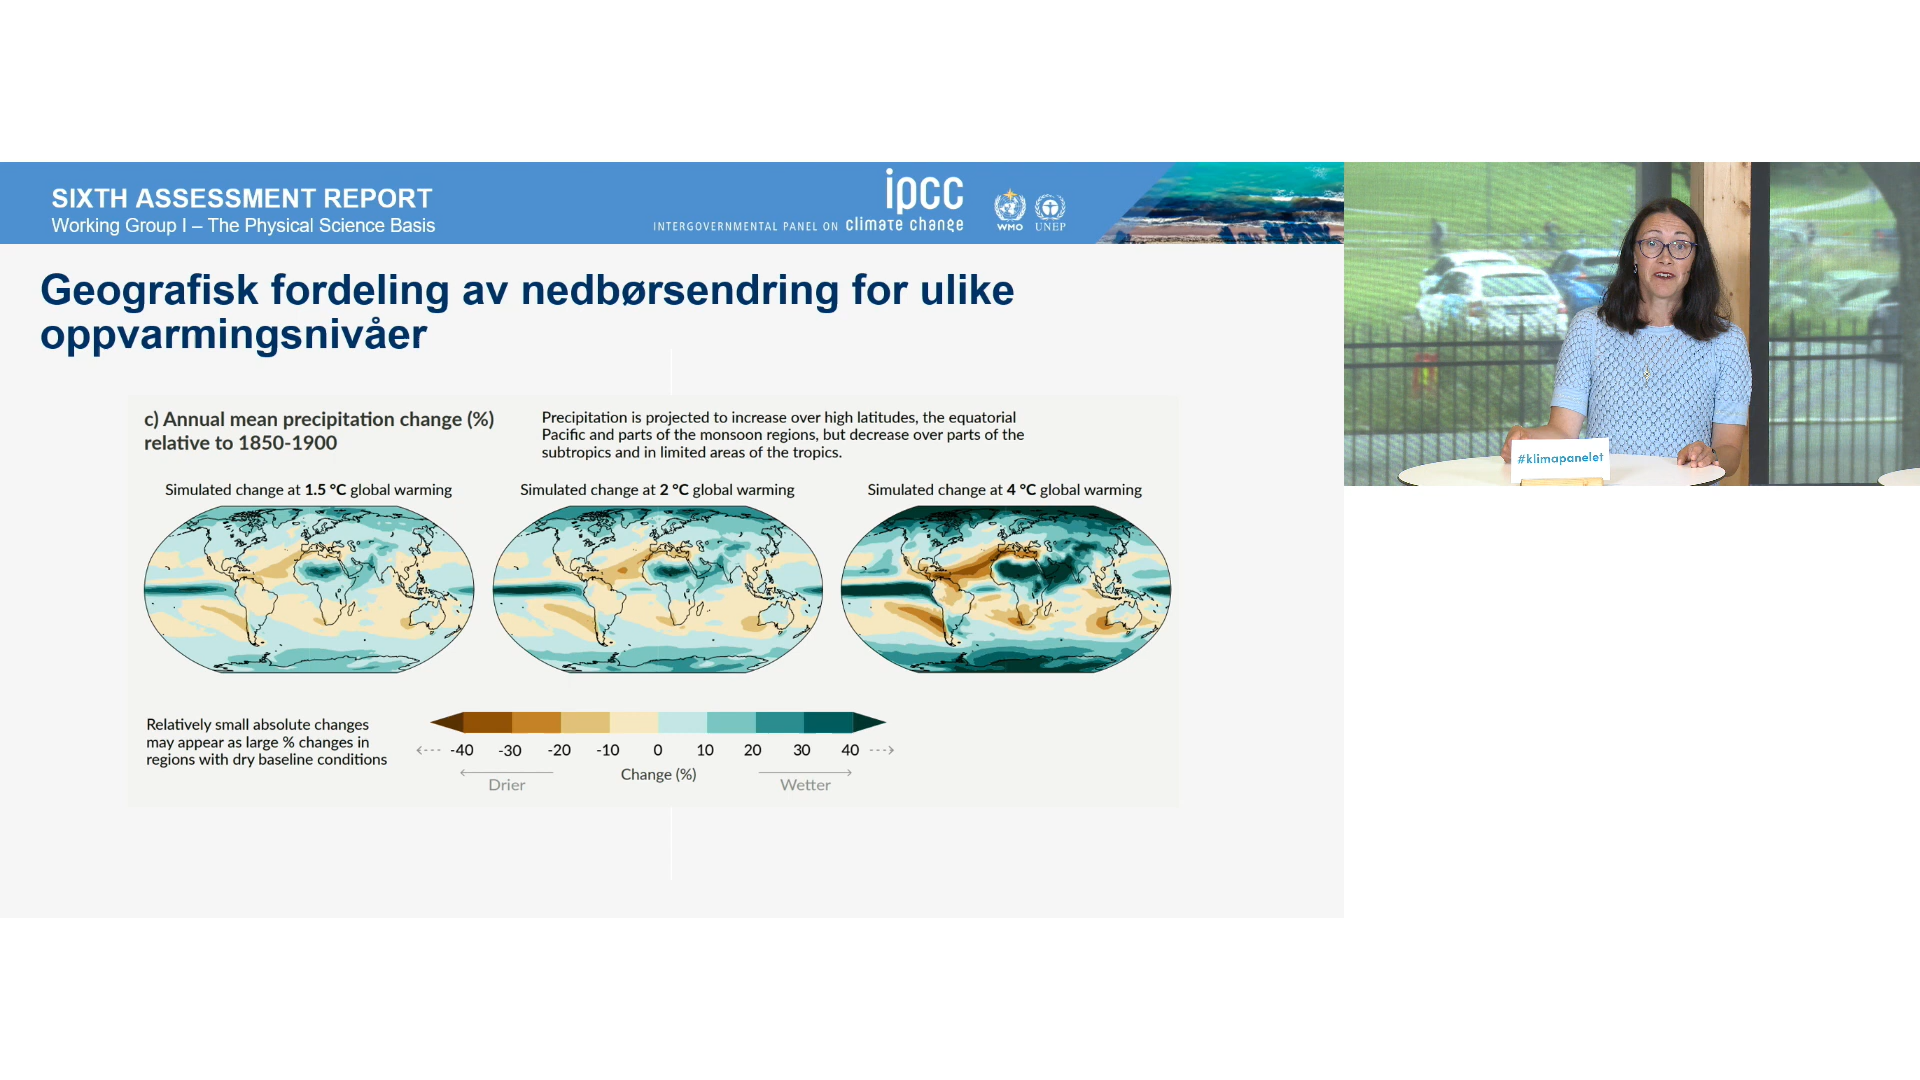 SIXTH ASSESSMENT REPORT
Working Group I – The Physical Science Basis
ipcc
INTERGOVERNMENTAL PANEL ON climate change
WMO UNEP
Geografisk fordeling av nedbørsendring for ulike
oppvarmingsnivåer
c) Annual mean precipitation change (%)
relative to 1850-1900
Precipitation is projected to increase over high latitudes, the equatorial
Pacific and parts of the monsoon regions, but decrease over parts of the
subtropics and in limited areas of the tropics.
Simulated change at 1.5 °C global warming
Simulated change at 2 °C global warming
Simulated change at 4 °C global warming
Relatively small absolute changes
may appear as large % changes in
regions with dry baseline conditions
-40 -30 -20 -10 0 10 20 30 40
Change (%)
Drier
Wetter
#klimapanelet